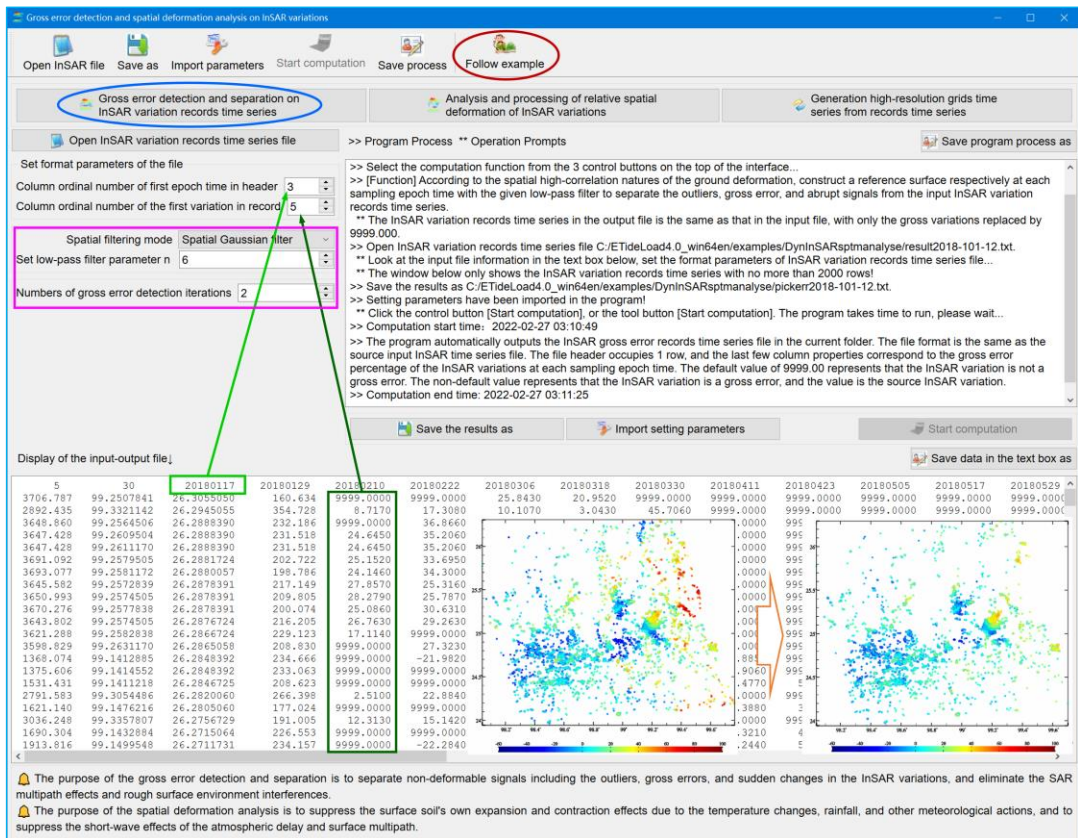 Gross error detection and spatial deformation analysis on InSAR variations
Open InSAR file Save as Import parameters Start computation Save process Follow example
Gross error detection and separation on
InSAR variation records time series
Analysis and processing of relative spatial
deformation of InSAR variations
Generation high-resolution grids time
series from records time series
Open InSAR variation records time series file
>> Program Process ** Operation Prompts
Save program process as
Set format parameters of the file
Column ordinal number of first epoch time in header 3
Column ordinal number of the first variation in record 5
Spatial filtering mode Spatial Gaussian filter
Set low-pass filter parameter n 6
Numbers of gross error detection iterations 2
>> Select the computation function from the 3 control buttons on the top of the interface...
>> [Function] According to the spatial high-correlation natures of the ground deformation, construct a reference surface respectively at each
sampling epoch time with the given low-pass filter to separate the outliers, gross error, and abrupt signals from the input InSAR variation
records time series.
** The InSAR variation records time series in the output file is the same as that in the input file, with only the gross variations replaced by
9999.000.
>> Open InSAR variation records time series file C:/ETideLoad4.0_win64en/examples/DynInSARsptmanalyse/result2018-101-12.txt.
** Look at the input file information in the text box below, set the format parameters of InSAR variation records time series file...
** The window below only shows the InSAR variation records time series with no more than 2000 rows!
>> Save the results as C:/ETideLoad4.0_win64en/examples/DynInSARsptmanalyse/pickerr2018-101-12.txt.
>> Setting parameters have been imported in the program!
** Click the control button [Start computation], or the tool button [Start computation]. The program takes time to run, please wait...
>> Computation start time: 2022-02-27 03:10:49
>> The program automatically outputs the InSAR gross error records time series file in the current folder. The file format is the same as the
source input InSAR time series file. The file header occupies 1 row, and the last few column properties correspond to the gross error
percentage of the InSAR variations at each sampling epoch time. The default value of 9999.00 represents that the InSAR variation is not a
gross error. The non-default value represents that the InSAR variation is a gross error, and the value is the source InSAR variation.
>> Computation end time: 2022-02-27 03:11:25
Save the results as Import setting parameters Start computation
Display of the input-output file↓
Save data in the text box as
5 30 20180117 20180129 20180210 20180222 20180306 20180318 20180330 20180411 20180423 20180505 20180517 20180529
3706.787 99.2507841 26.3055050 160.634 9999.0000 9999.0000 25.8430 20.9520 9999.0000 9999.0000 9999.0000 9999.0000 9999.0000 9999.0000
2892.435 99.3321142 26.2945055 354.728 8.7170 17.3080 10.1070 3.0430 45.7060 9999.0000 9999.0000 9999.0000 9999.0000 9999.0000
3648.860 99.2564506 26.2888390 232.186 9999.0000 36.8660
3647.428 99.2609504 26.2888390 231.518 24.6450 35.2060
3647.428 99.2611170 26.2888390 231.518 24.6450 35.2060
3691.092 99.2579505 26.2881724 202.722 25.1520 33.6950
3693.077 99.2581172 26.2880057 198.786 24.1460 34.3000
3645.582 99.2572839 26.2878391 217.149 27.8570 25.3160
3650.993 99.2574505 26.2878391 209.805 28.2790 25.7870
3670.276 99.2577838 26.2878391 200.074 25.0860 30.6310
3643.802 99.2574505 26.2876724 216.205 26.7630 29.2630
3621.288 99.2582838 26.2866724 229.123 17.1140 9999.0000
3598.829 99.2631170 26.2865058 208.830 9999.0000 27.3230
1368.074 99.1412885 26.2848392 234.666 9999.0000 -21.9820
1375.606 99.1414552 26.2848392 233.063 9999.0000 9999.0000
1531.431 99.1411218 26.2846725 208.623 9999.0000 9999.0000
2791.583 99.3054486 26.2820060 266.398 2.5100 22.8840
1621.140 99.1476216 26.2805060 177.024 9999.0000 9999.0000
3036.248 99.3357807 26.2756729 191.005 12.3130 15.1420
1690.304 99.1432884 26.2715064 226.553 9999.0000 9999.0000
1913.816 99.1499548 26.2711731 234.157 9999.0000 -22.2840
The purpose of the gross error detection and separation is to separate non-deformable signals including the outliers, gross errors, and sudden changes in the InSAR variations, and eliminate the SAR
multipath effects and rough surface environment interferences.
The purpose of the spatial deformation analysis is to suppress the surface soil's own expansion and contraction effects due to the temperature changes, rainfall, and other meteorological actions, and to
suppress the short-wave effects of the atmospheric delay and surface multipath.